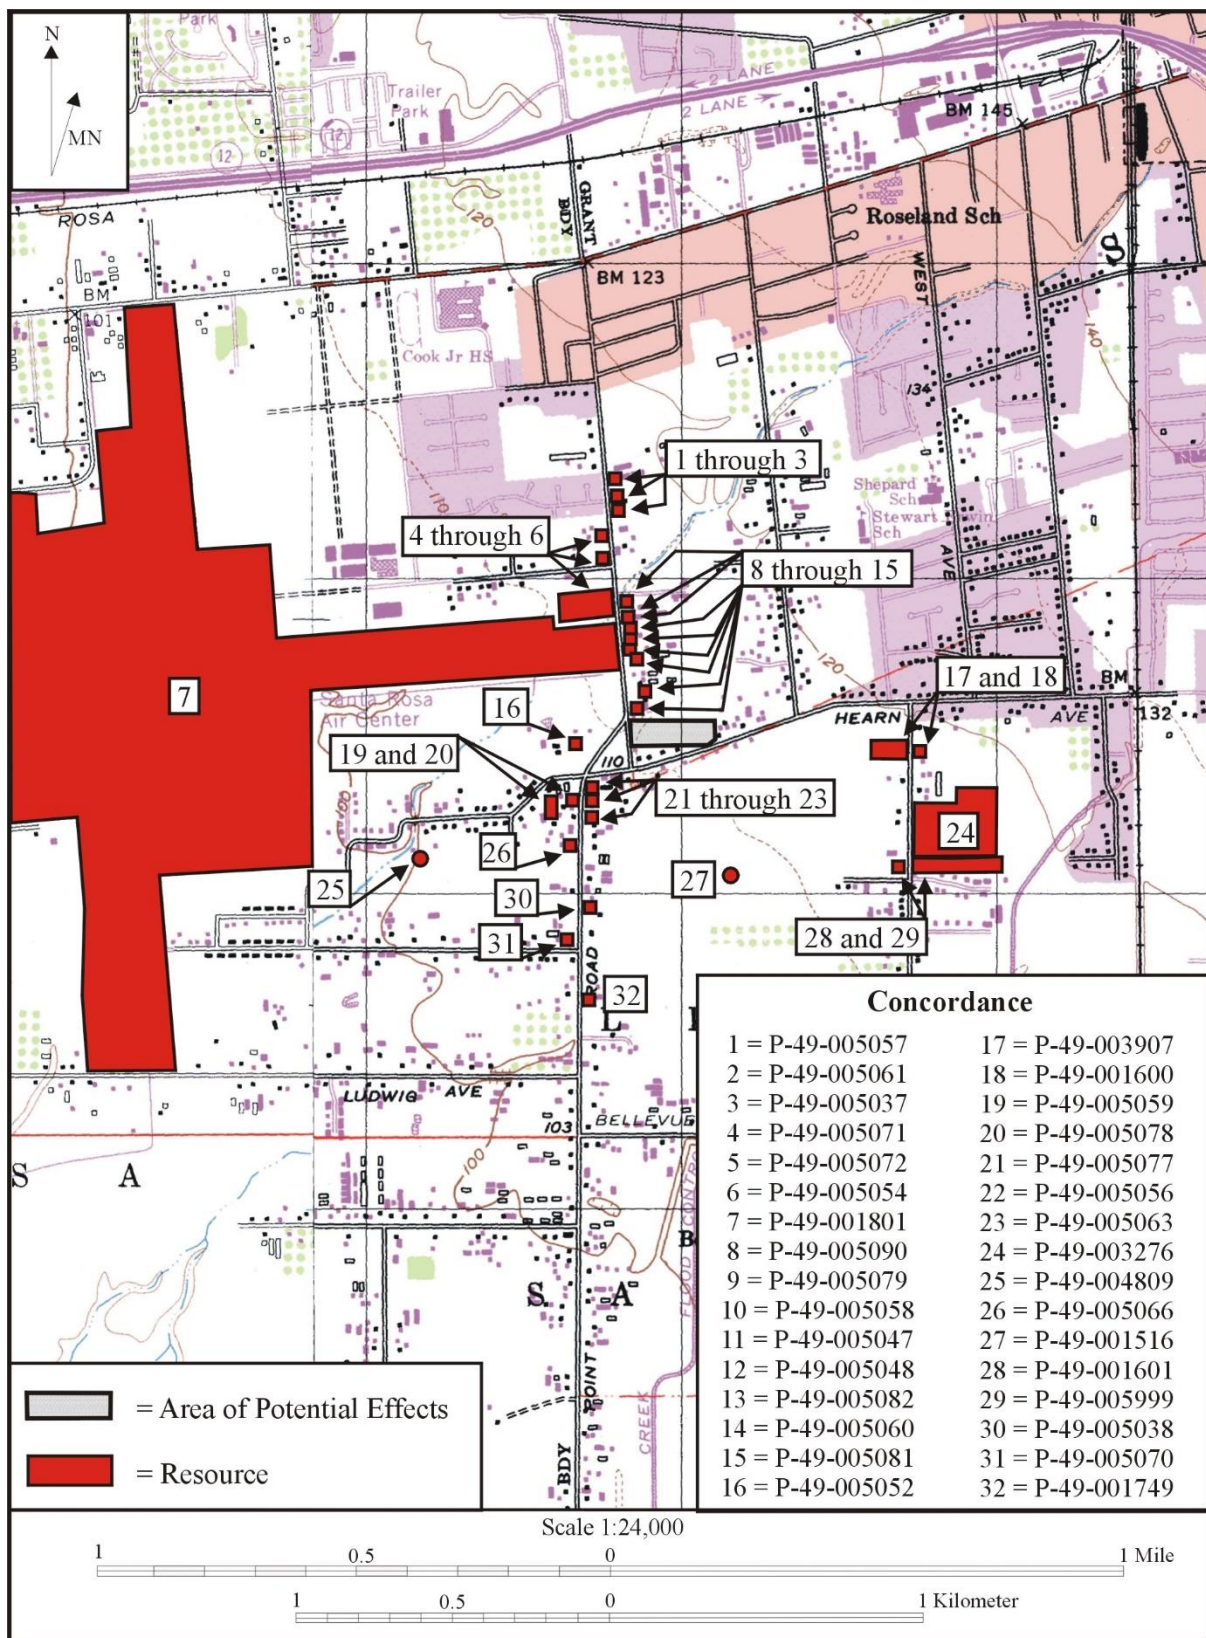 Park
N
MN
Trailer
Park
2 LANE
2 LANE
BM 145
12
12
ROSA
BDY
GRANT
120
Roseland Sch
S
BM 123
WEST
BM
101
Cook Jr HS
140
134
110
1 through 3
Shepard
Sch
Stewart
Sch
4 through 6
AVE
8 through 15
120
17 and 18
BM
7
Santa Rosa
Air Center
16
HEARN
AVE
132
19 and 20
110
21 through 23
24
26
25
27
30
28 and 29
31
ROAD
32
L
LUDWIG AVE
BELLEVUE
103
100
S A
FLOOD CONTROL
S A
POINT
CREEK
BDY
Concordance
1 = P-49-005057
2 = P-49-005061
3 = P-49-005037
4 = P-49-005071
5 = P-49-005072
6 = P-49-005054
7 = P-49-001801
8 = P-49-005090
9 = P-49-005079
10 = P-49-005058
11 = P-49-005047
12 = P-49-005048
13 = P-49-005082
14 = P-49-005060
15 = P-49-005081
16 = P-49-005052
17 = P-49-003907
18 = P-49-001600
19 = P-49-005059
20 = P-49-005078
21 = P-49-005077
22 = P-49-005056
23 = P-49-005063
24 = P-49-003276
25 = P-49-004809
26 = P-49-005066
27 = P-49-001516
28 = P-49-001601
29 = P-49-005999
30 = P-49-005038
31 = P-49-005070
32 = P-49-001749
= Area of Potential Effects
= Resource
Scale 1:24,000
1 0.5 0 1 Mile
1 0.5 0 1 Kilometer